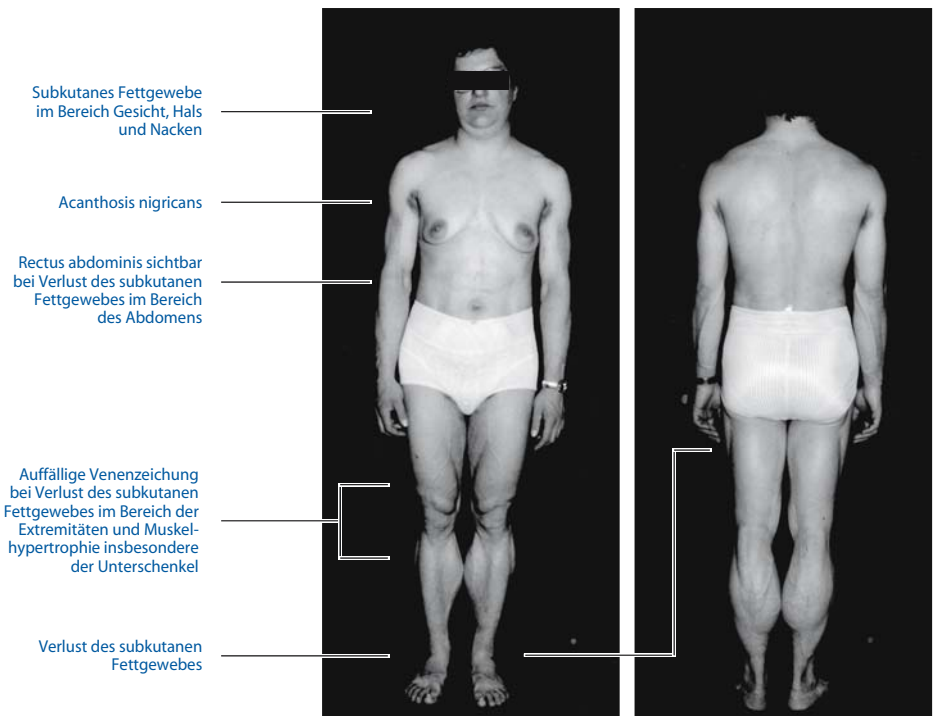 Subkutanes Fettgewebe
im Bereich Gesicht, Hals
und Nacken
Acanthosis nigricans
Rectus abdominis sichtbar
bei Verlust des subkutanen
Fettgewebes im Bereich
des Abdomens
Auffällige Venenzeichung
bei Verlust des subkutanen
Fettgewebes im Bereich der
Extremitäten und Muskel-
hypertrophie insbesondere
der Unterschenkel
Verlust des subkutanen
Fettgewebes